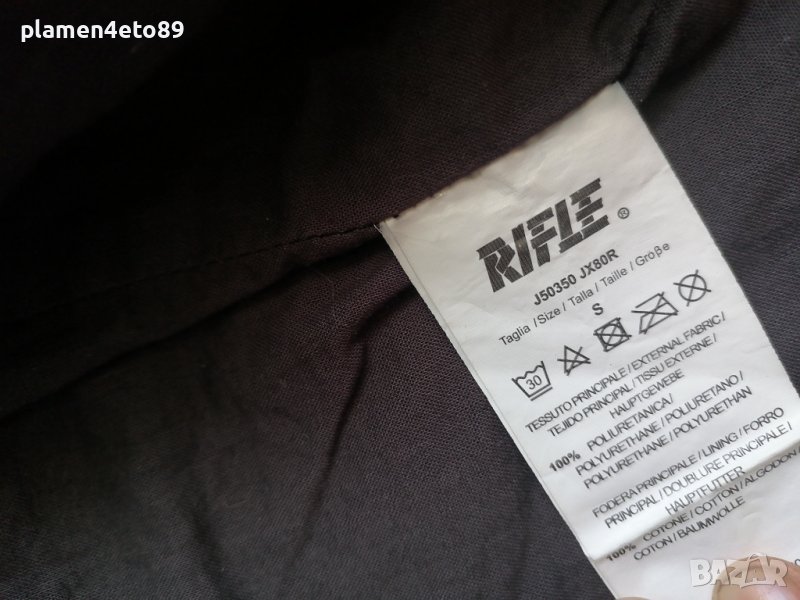 plamen4eto89
RIFLE ®
J50350 JX80R
Taglia /Size / Talla / Taille / Größe
S
30
TESSUTO PRINCIPALE / EXTERNAL FABRIC /
TEJIDO PRINCIPAL / TISSU EXTERNE /
HAUPTGEWEBE
100% POLIURETANICA /
POLYURETHANE / POLIURETANO /
POLYURETHANE / POLYURETHAN
FODERA PRINCIPALE / LINING / FORRO
PRINCIPAL / DOUBLURE PRINCIPALE /
HAUPTFUTTER
100% COTONE / COTTON / ALGODON /
COTON / BAUMWOLLE
BAZAR